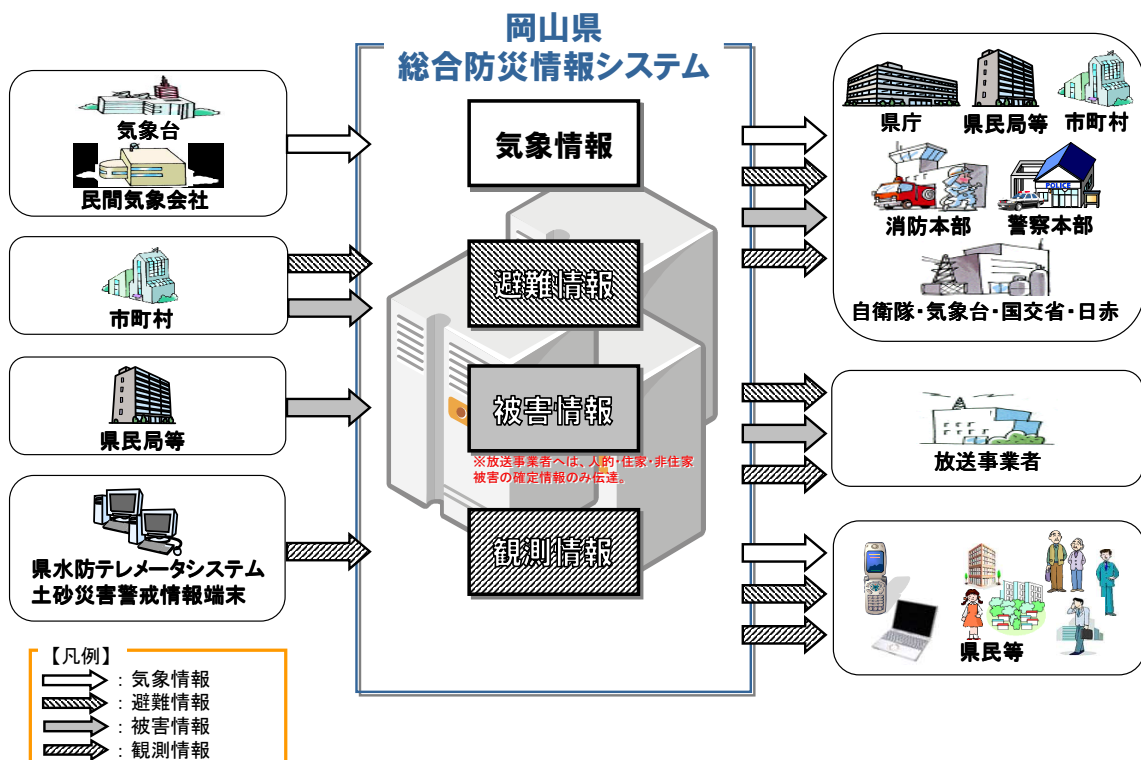 岡山県
総合防災情報システム
気象台
民間気象会社
市町村
県民局等
県水防テレメータシステム
土砂災害警戒情報端末
【凡例】
：気象情報
：避難情報
：被害情報
：観測情報
気象情報
避難情報
被害情報
※放送事業者へは、人的・住家・非住家
被害の確定情報のみ伝達。
観測情報
県庁
県民局等
市町村
消防本部
POLICE
警察本部
自衛隊・気象台・国交省・日赤
放送事業者
県民等